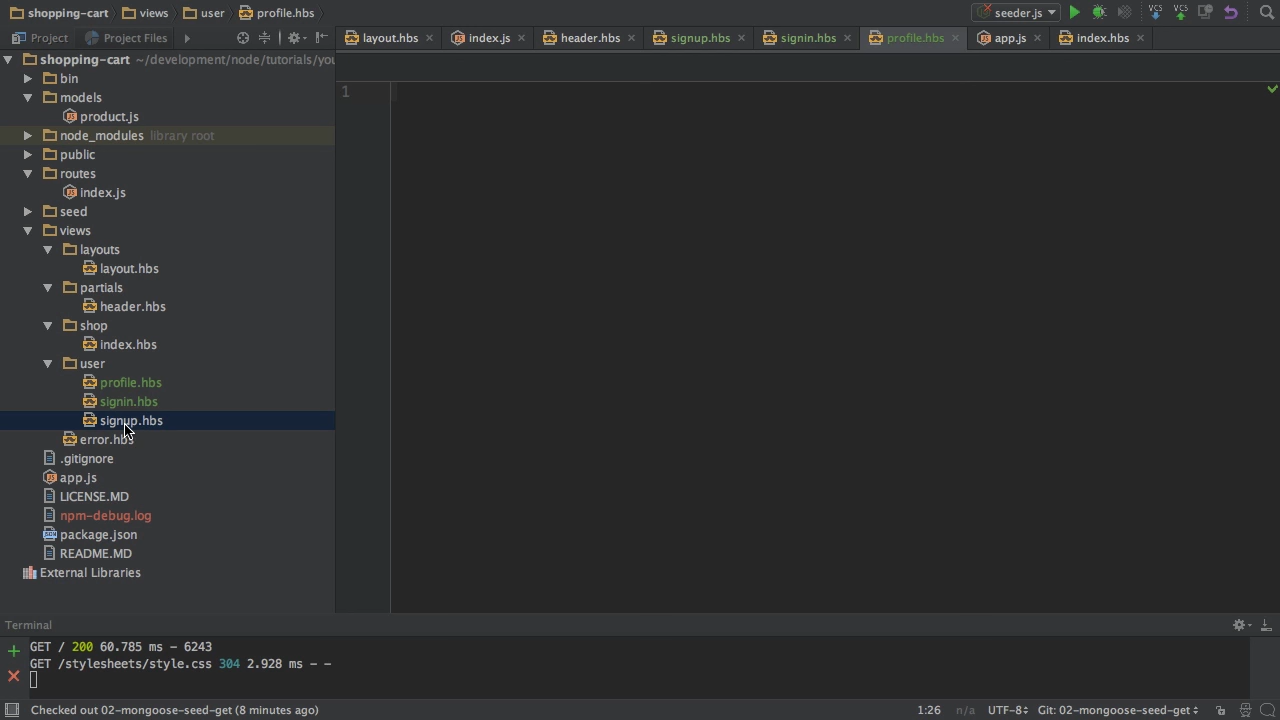 shopping-cart views user profile.hbs seeder.js VCS VCS
Project Project Files layout.hbs index.js header.hbs signup.hbs signin.hbs profile.hbs app.js index.hbs
shopping-cart ~/development/node/tutorials/you
1
bin
models
product.js
node_modules library root
public
routes
index.js
seed
views
layouts
layout.hbs
partials
header.hbs
shop
index.hbs
user
profile.hbs
signin.hbs
signup.hbs
error.hbs
.gitignore
app.js
LICENSE.MD
npm-debug.log
package.json
README.MD
External Libraries
Terminal
GET / 200 60.785 ms - 6243
GET /stylesheets/style.css 304 2.928 ms - -
Checked out 02-mongoose-seed-get (8 minutes ago) 1:26 n/a UTF-8 Git: 02-mongoose-seed-get